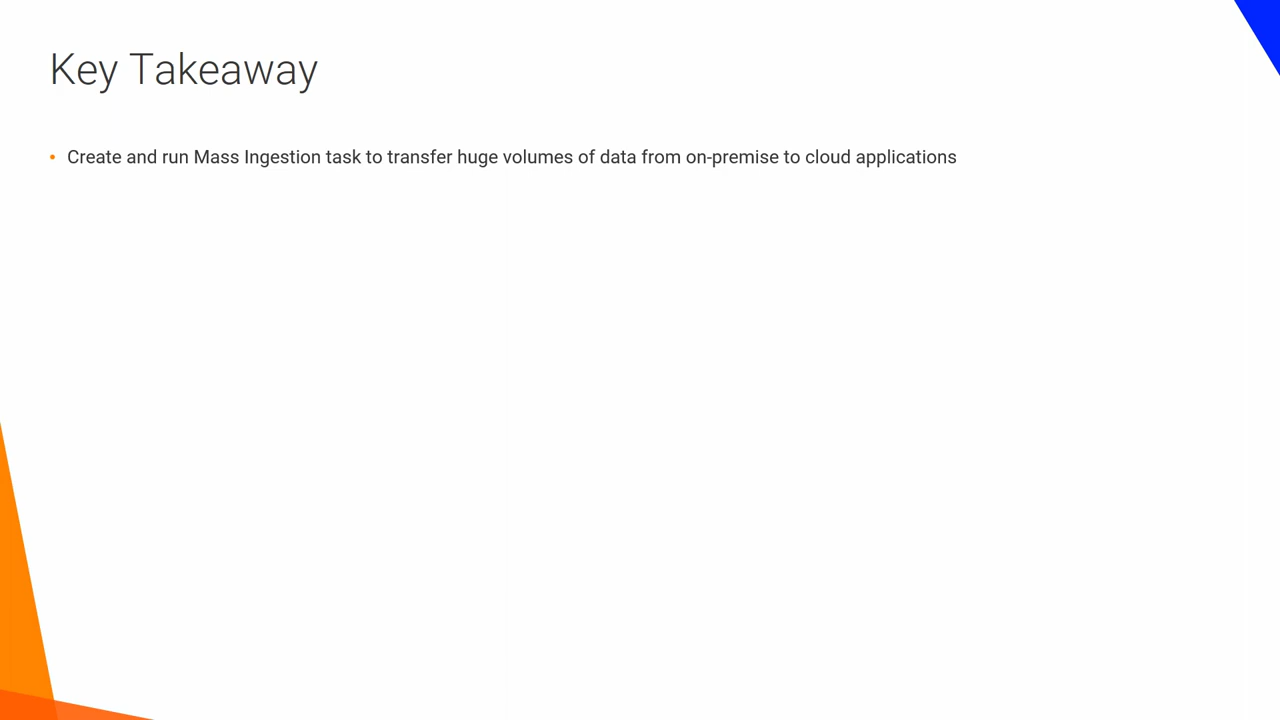 Key Takeaway
• Create and run Mass Ingestion task to transfer huge volumes of data from on-premise to cloud applications